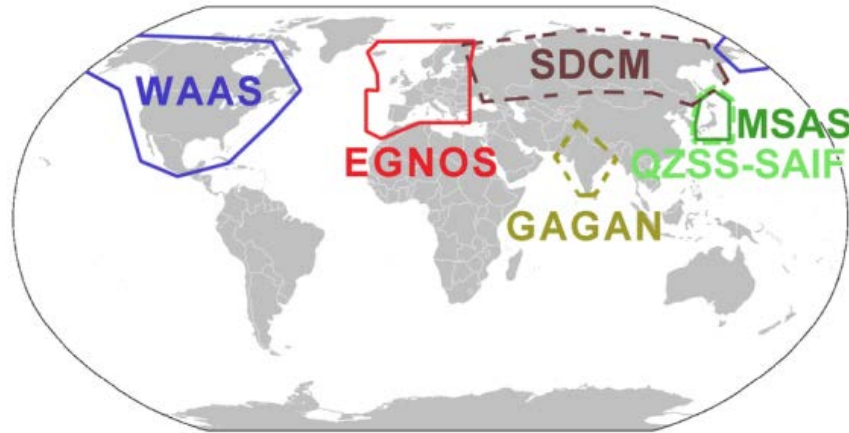 SDCM
WAAS
MSAS
EGNOS
QZSS-SAIF
GAGAN